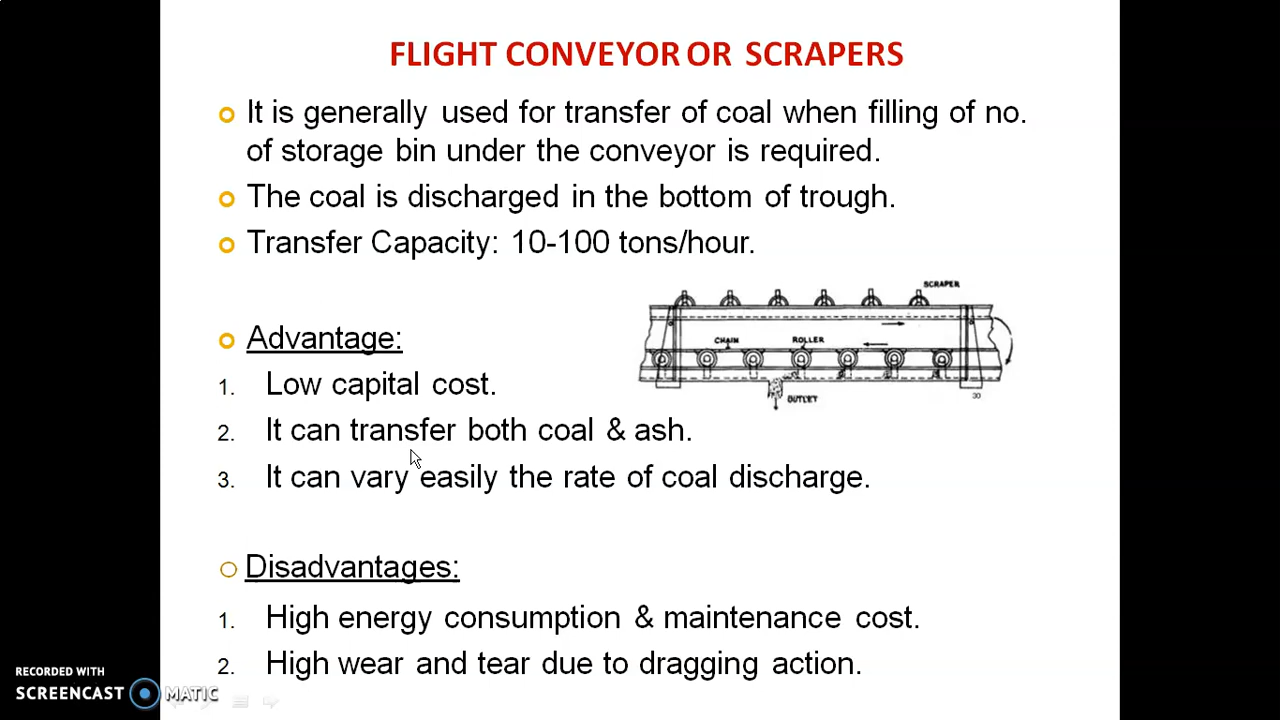 FLIGHT CONVEYOR OR SCRAPERS
It is generally used for transfer of coal when filling of no.
of storage bin under the conveyor is required.
The coal is discharged in the bottom of trough.
Transfer Capacity: 10-100 tons/hour.
SCRAPER
CHAIN
ROLLER
OUTLET
30
Advantage:
1. Low capital cost.
2. It can transfer both coal & ash.
3. It can vary easily the rate of coal discharge.
Disadvantages:
1. High energy consumption & maintenance cost.
2. High wear and tear due to dragging action.
RECORDED WITH
SCREENCAST MATIC